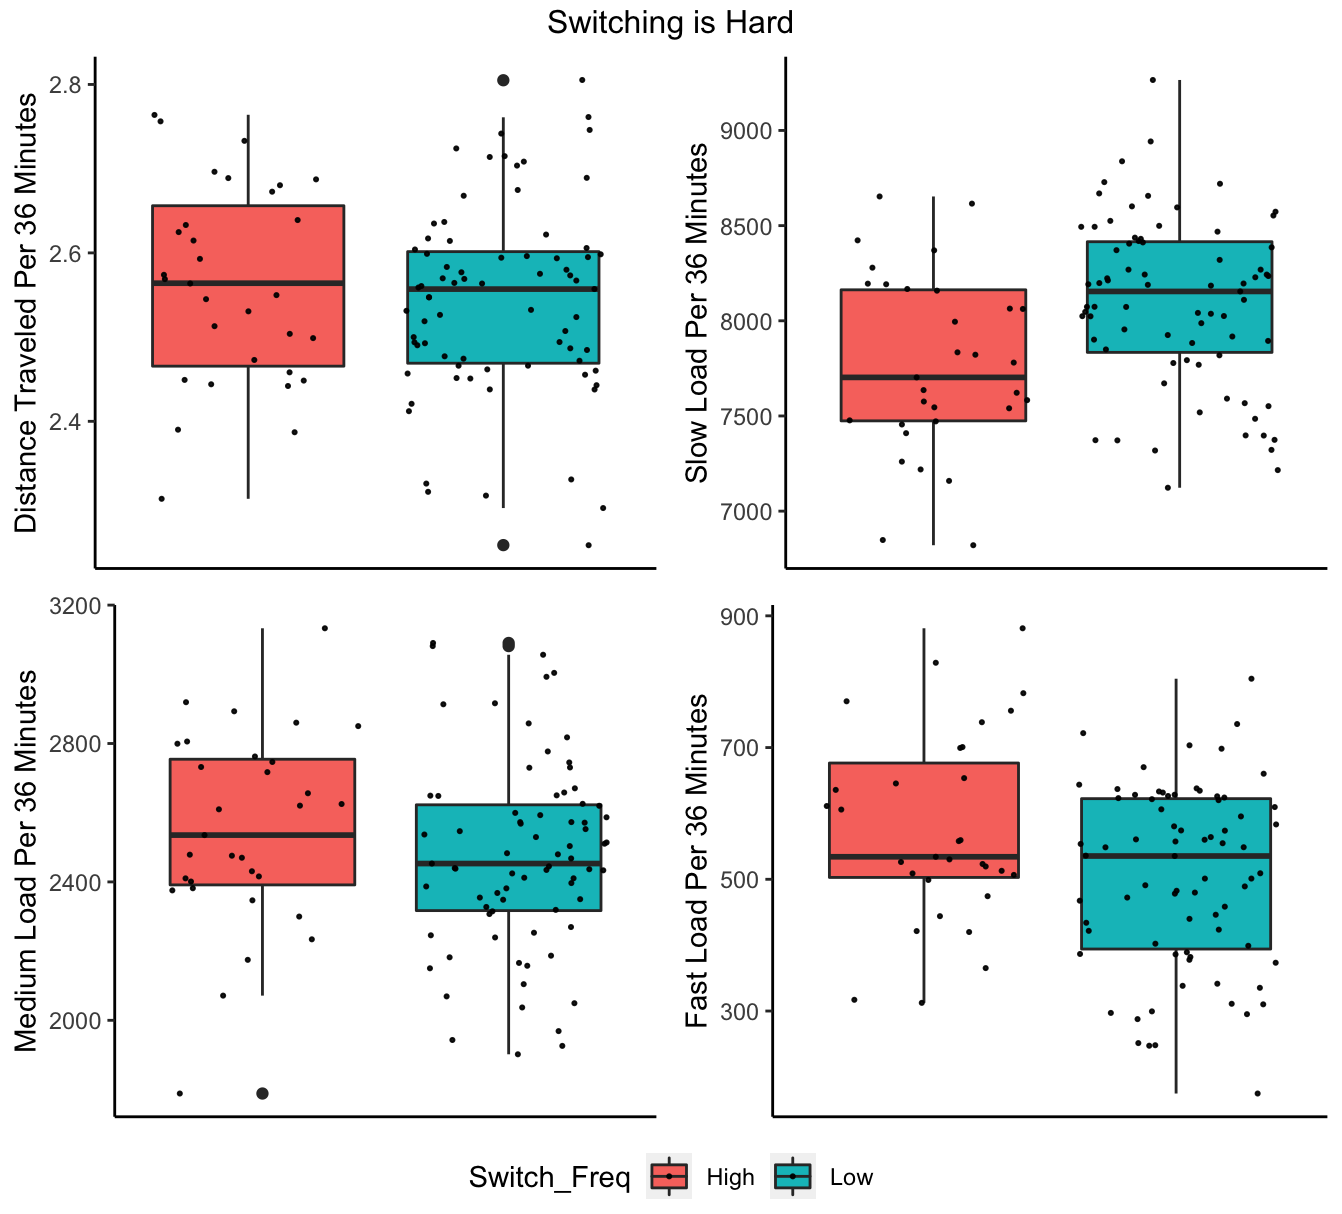 Switching is Hard
Distance Traveled Per 36 Minutes
2.8
2.6
2.4
Slow Load Per 36 Minutes
9000
8500
8000
7500
7000
Medium Load Per 36 Minutes
3200
2800
2400
2000
Fast Load Per 36 Minutes
900
700
500
300
Switch_Freq High Low